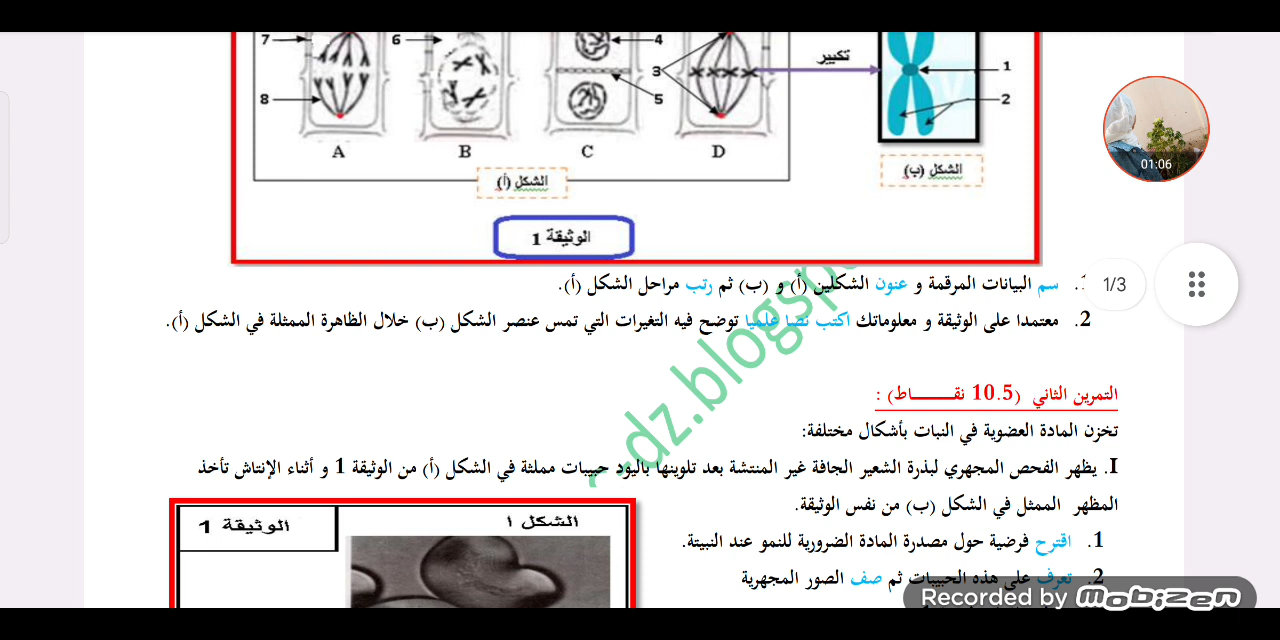 7
6
4
3
5
8
A
B
C
D
الشكل (أ)
تكبير
1
2
الشكل (ب)
01:06
الوثيقة 1
1. سم البيانات المرقمة و عنون الشكلين (أ) و (ب) ثم رتب مراحل الشكل (أ).
1/3
2. معتمدا على الوثيقة و معلوماتك اكتب نصا علميا توضح فيه التغيرات التي تمس عنصر الشكل (ب) خلال الظاهرة الممثلة في الشكل (أ).
التمرين الثاني (10.5 نقـــــــاط) :
تخزن المادة العضوية في النبات بأشكال مختلفة:
I. يظهر الفحص المجهري لبذرة الشعير الجافة غير المنتشة بعد تلوينها باليود حبيبات مملثة في الشكل (أ) من الوثيقة 1 و أثناء الإنتاش تأخذ
المظهر الممثل في الشكل (ب) من نفس الوثيقة.
1. اقترح فرضية حول مصدرة المادة الضرورية للنمو عند النبيتة.
2. تعرف على هذه الحبيبات ثم صف الصور المجهرية
الشكل ا
الوثيقة 1
-dz.blogsp
Recorded by mobizen